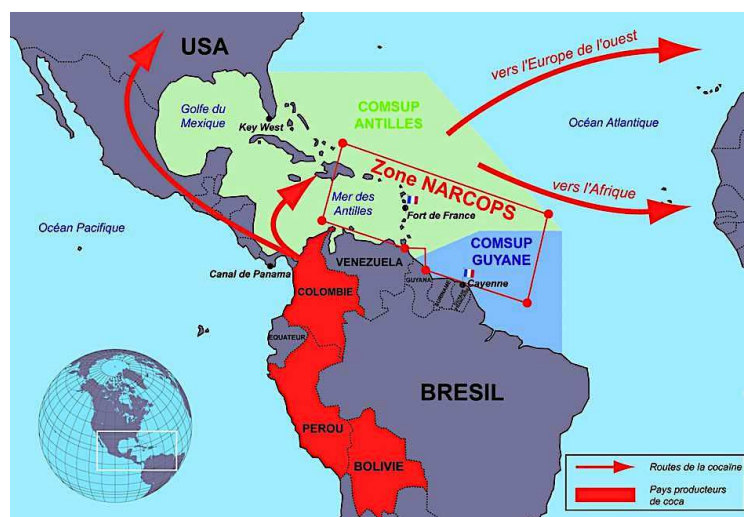 USA
vers l'Europe de l'ouest
Golfe du
Mexique
COMSUP
ANTILLES
Key West
Océan Atlantique
Zone NARCOPS
vers l'Afrique
Mer des
Antilles
Fort de France
Océan Pacifique
COMSUP
GUYANE
Canal de Panama
VENEZUELA
GUYANA
SURINAME
Cayenne
COLOMBIE
EQUATEUR
BRESIL
PEROU
BOLIVIE
Routes de la cocaïne
Pays producteurs
de coca